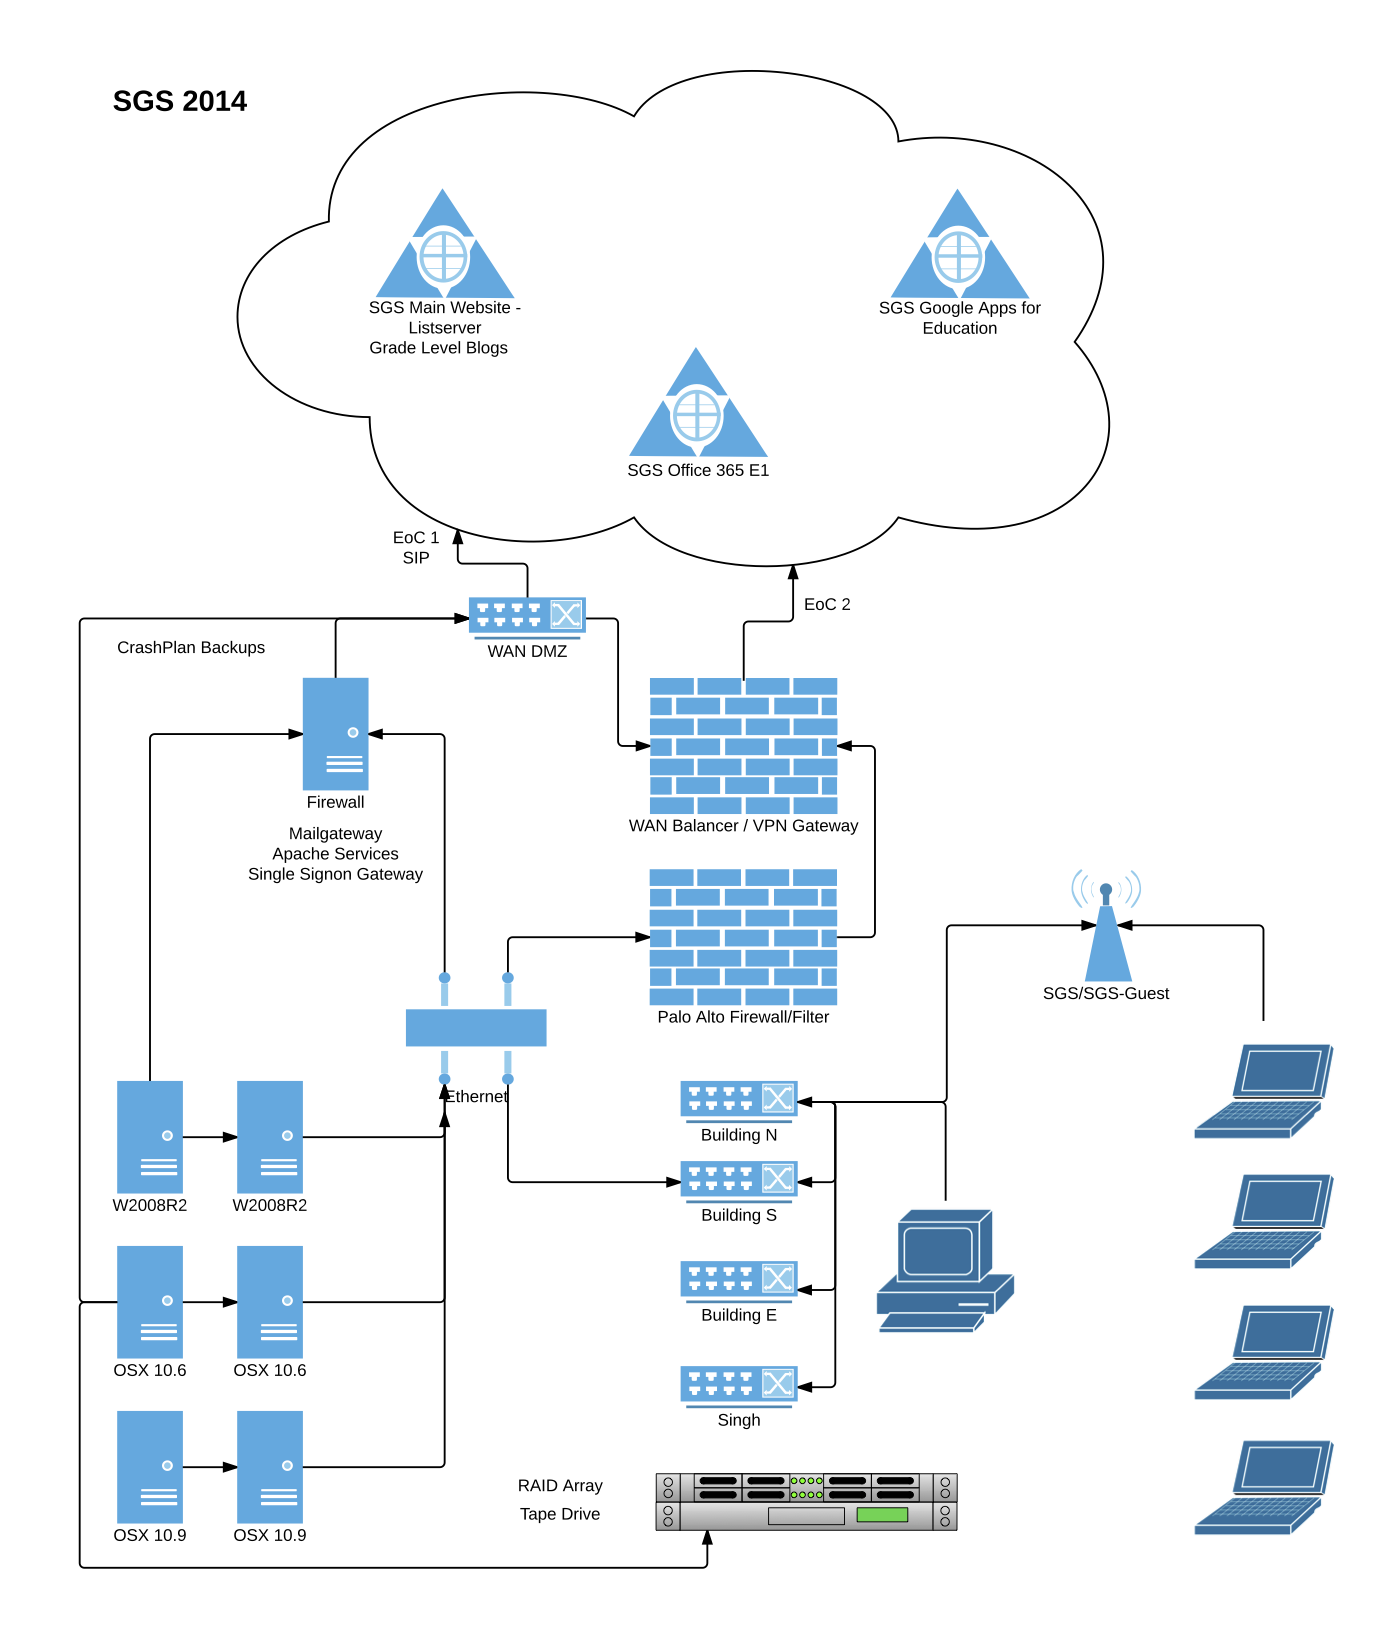 SGS 2014
SGS Main Website -
Listserver
Grade Level Blogs
SGS Google Apps for
Education
SGS Office 365 E1
EoC 1
SIP
EoC 2
CrashPlan Backups
WAN DMZ
Firewall
Mailgateway
Apache Services
Single Signon Gateway
WAN Balancer / VPN Gateway
Palo Alto Firewall/Filter
SGS/SGS-Guest
Ethernet
Building N
W2008R2
W2008R2
Building S
Building E
OSX 10.6
OSX 10.6
Singh
RAID Array
Tape Drive
OSX 10.9
OSX 10.9